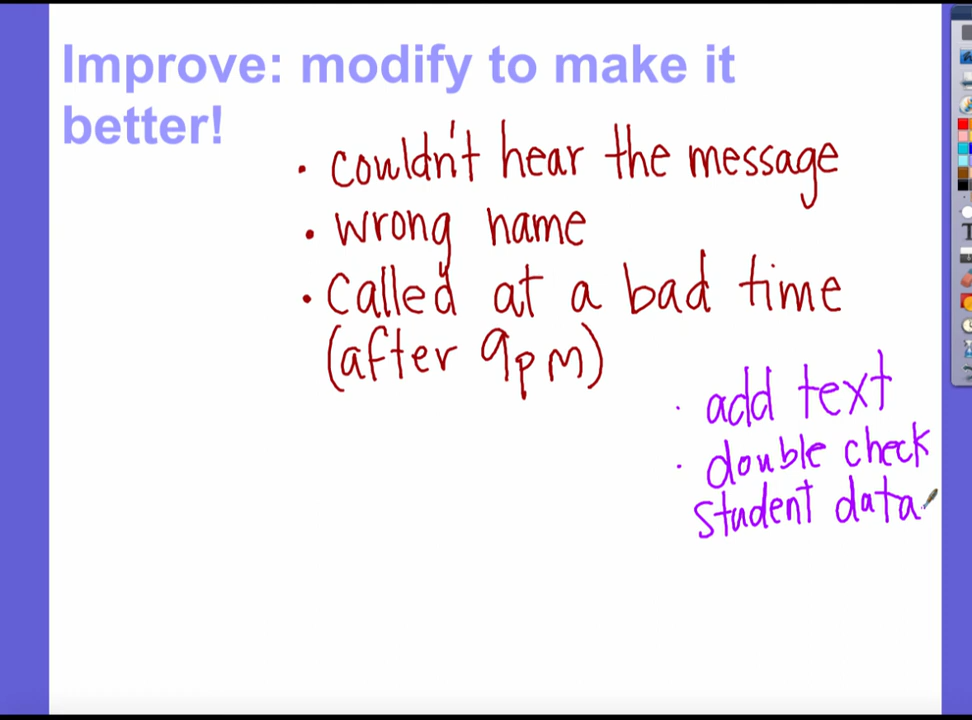 Improve: modify to make it
better!
• couldn't hear the message
• wrong name
• called at a bad time
(after 9pm)
• add text
• double check
student data
T